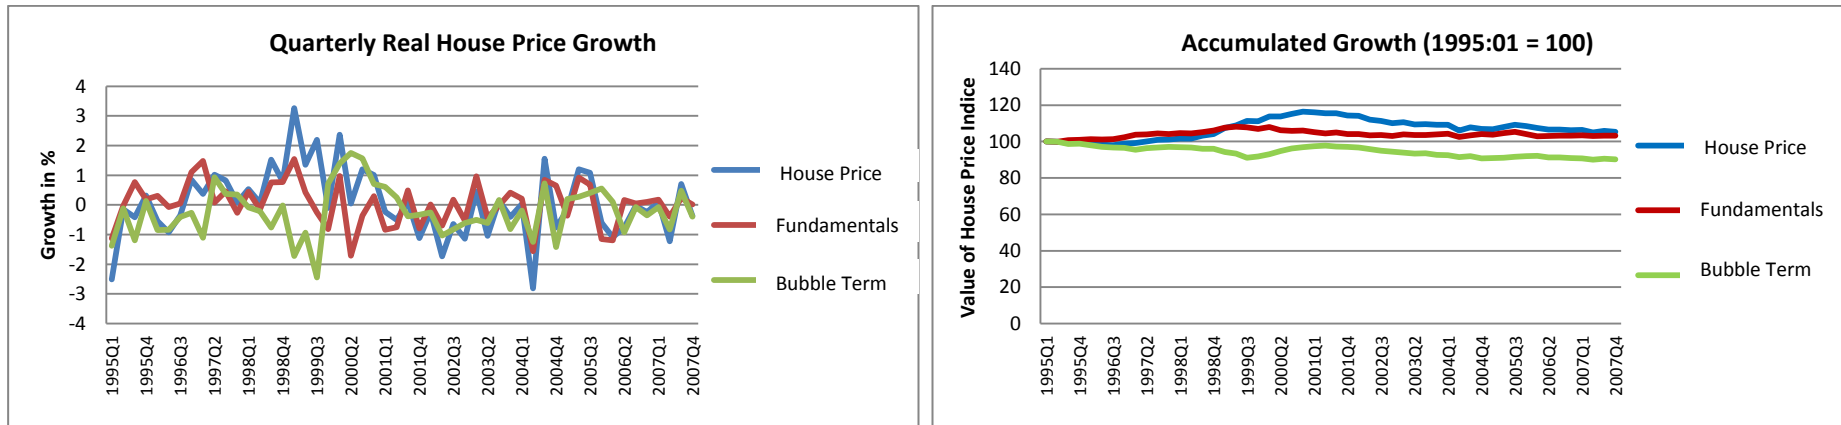 Quarterly Real House Price Growth
Growth in %
4
3
2
1
0
-1
-2
-3
-4
1995Q1
1995Q4
1996Q3
1997Q2
1998Q1
1998Q4
1999Q3
2000Q2
2001Q1
2001Q4
2002Q3
2003Q2
2004Q1
2004Q4
2005Q3
2006Q2
2007Q1
2007Q4
House Price
Fundamentals
Bubble Term
Accumulated Growth (1995:01 = 100)
Value of House Price Indice
140
120
100
80
60
40
20
0
1995Q1
1995Q4
1996Q3
1997Q2
1998Q1
1998Q4
1999Q3
2000Q2
2001Q1
2001Q4
2002Q3
2003Q2
2004Q1
2004Q4
2005Q3
2006Q2
2007Q1
2007Q4
House Price
Fundamentals
Bubble Term